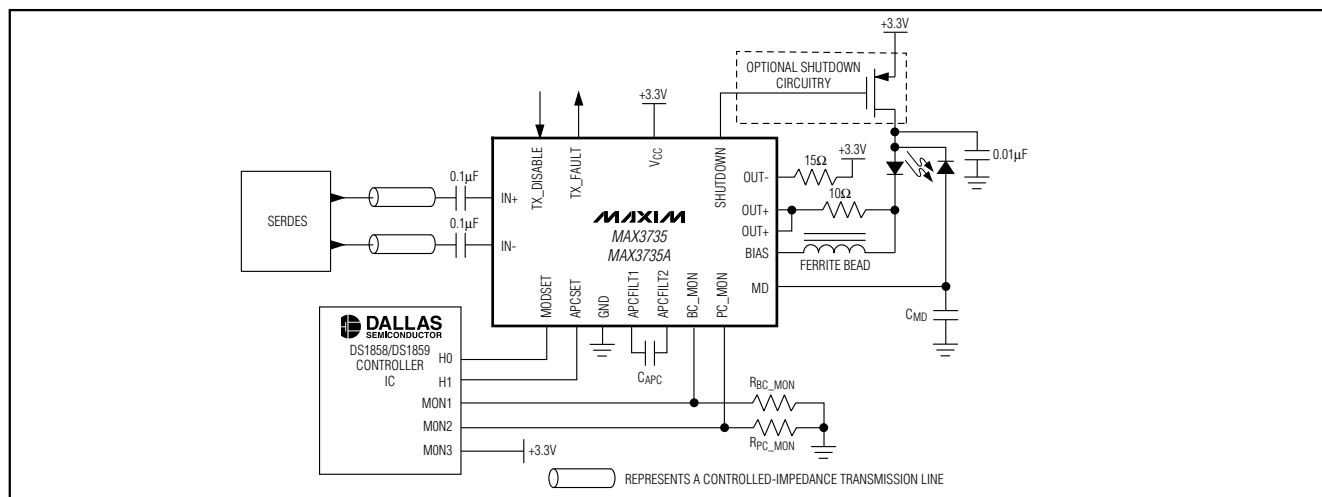 +3.3V
OPTIONAL SHUTDOWN
CIRCUITRY
+3.3V
TX_DISABLE
TX_FAULT
VCC
SHUTDOWN
0.01µF
15Ω
+3.3V
OUT-
10Ω
OUT+
OUT+
BIAS
FERRITE BEAD
MD
CMD
SERDES
0.1µF
IN+
0.1µF
IN-
MAXIM
MAX3735
MAX3735A
MODSET
APCSET
GND
APCFILT1
APCFILT2
BC_MON
PC_MON
CAPC
DALLAS
SEMICONDUCTOR
DS1858/DS1859
CONTROLLER
IC
H0
H1
MON1
MON2
M0N3
+3.3V
RBC_MON
RPC_MON
REPRESENTS A CONTROLLED-IMPEDANCE TRANSMISSION LINE